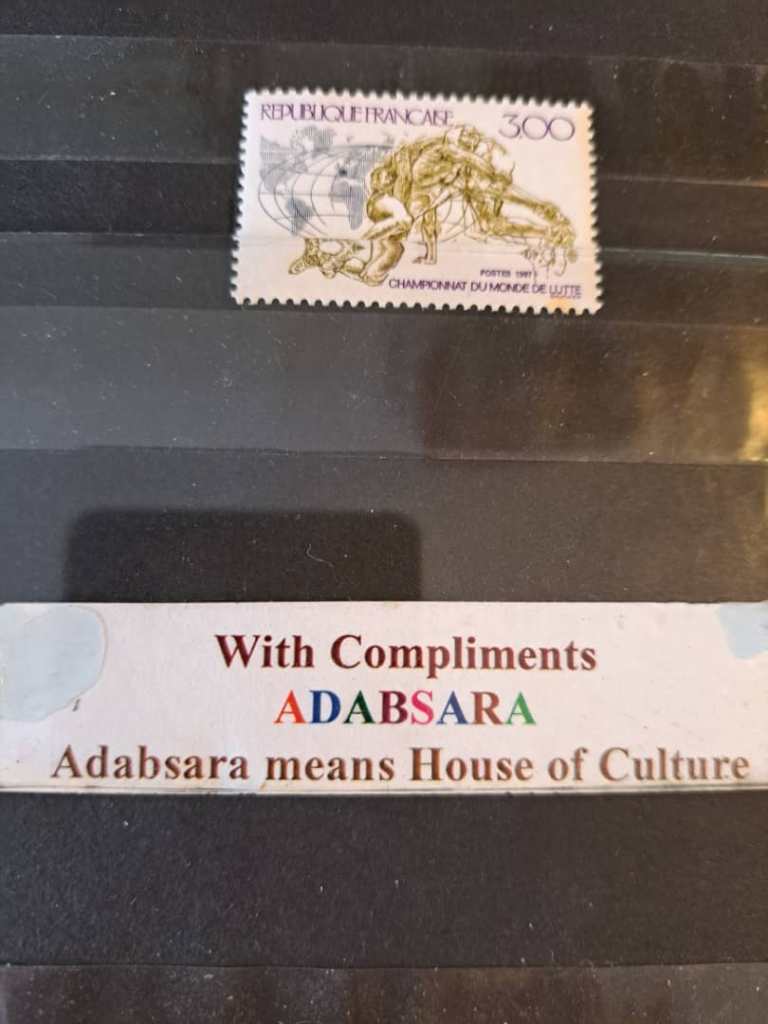 REPUBLIQUE FRANCAISE 3,00
POSTES 1987
CHAMPIONNAT DU MONDE DE LUTTE
With Compliments
ADABSARA
Adabsara means House of Culture